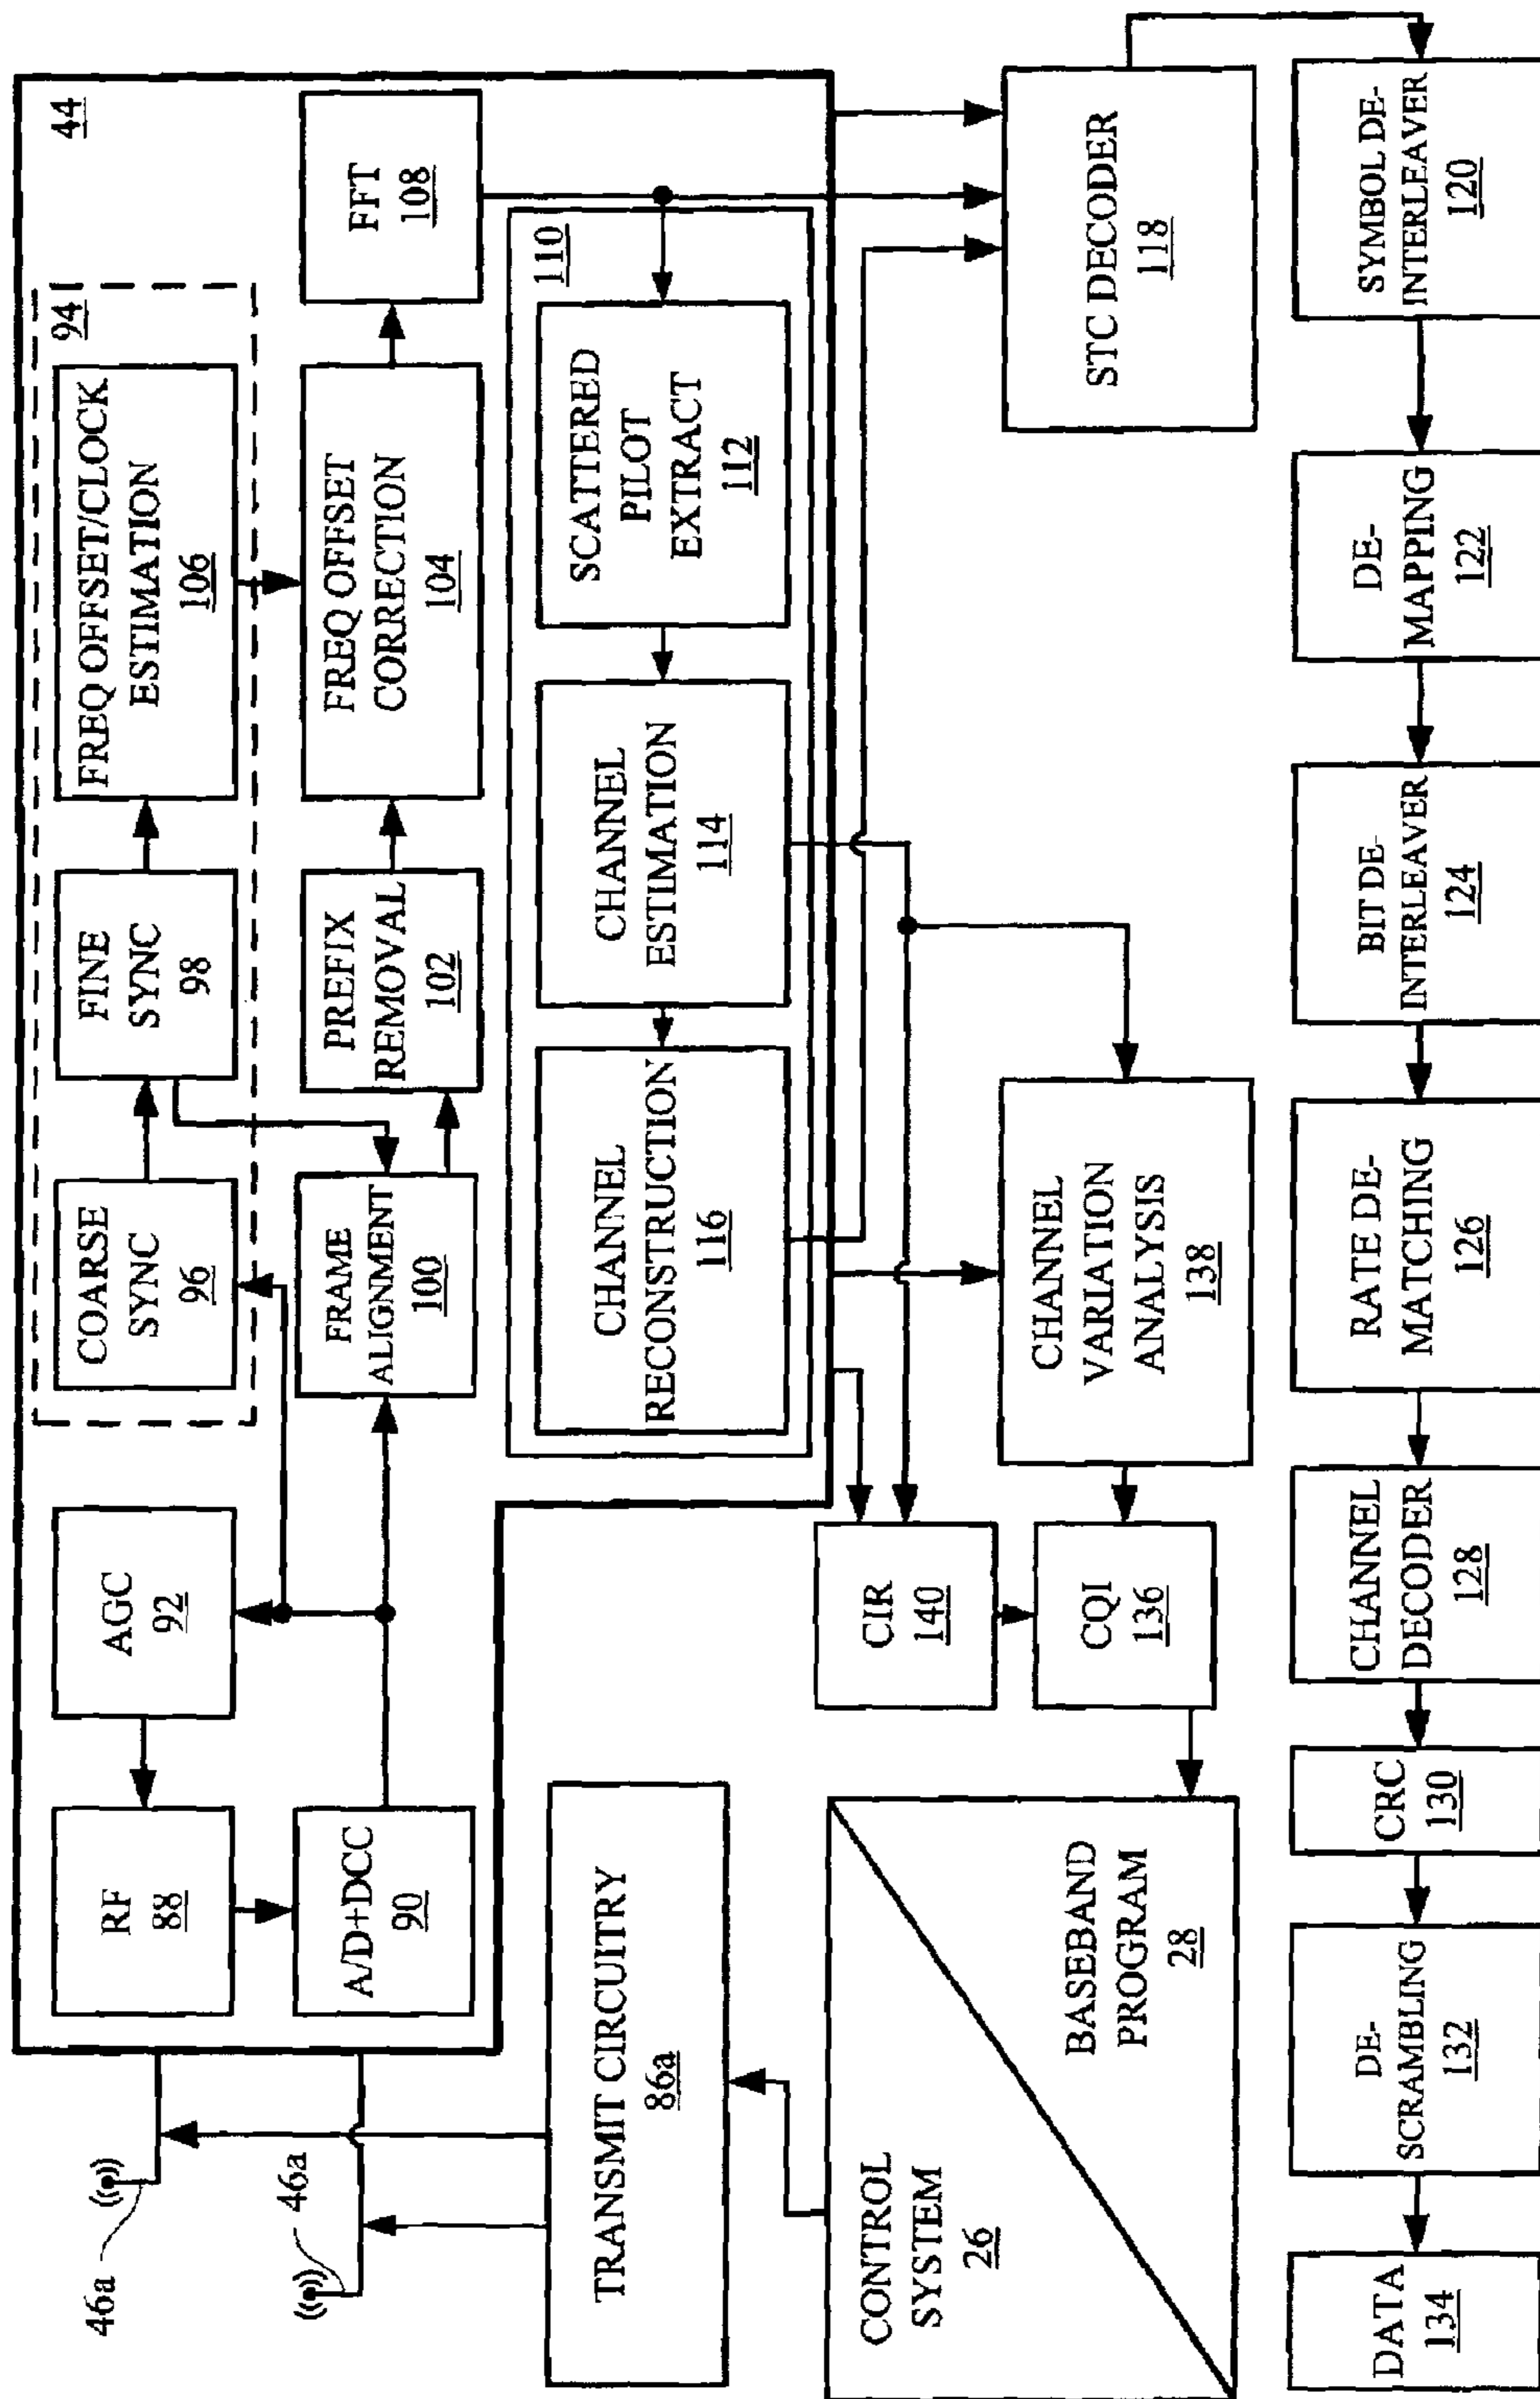 46a
46a
RF
88
AGC
92
A/D+DCC
90
44
94
COARSE
SYNC
96
FINE
SYNC
98
FREQ OFFSET/CLOCK
ESTIMATION
106
FRAME
ALIGNMENT
100
PREFIX
REMOVAL
102
FREQ OFFSET
CORRECTION
104
FFT
108
110
CHANNEL
RECONSTRUCTION
116
CHANNEL
ESTIMATION
114
SCATTERED
PILOT
EXTRACT
112
TRANSMIT CIRCUITRY
86a
CIR
140
CONTROL
SYSTEM
26
BASEBAND
PROGRAM
28
CQI
136
CHANNEL
VARIATION
ANALYSIS
138
STC DECODER
118
DATA
134
DE-
SCRAMBLING
132
CRC
130
CHANNEL
DECODER
128
RATE DE-
MATCHING
126
BIT DE-
INTERLEAVER
124
DE-
MAPPING
122
SYMBOL DE-
INTERLEAVER
120